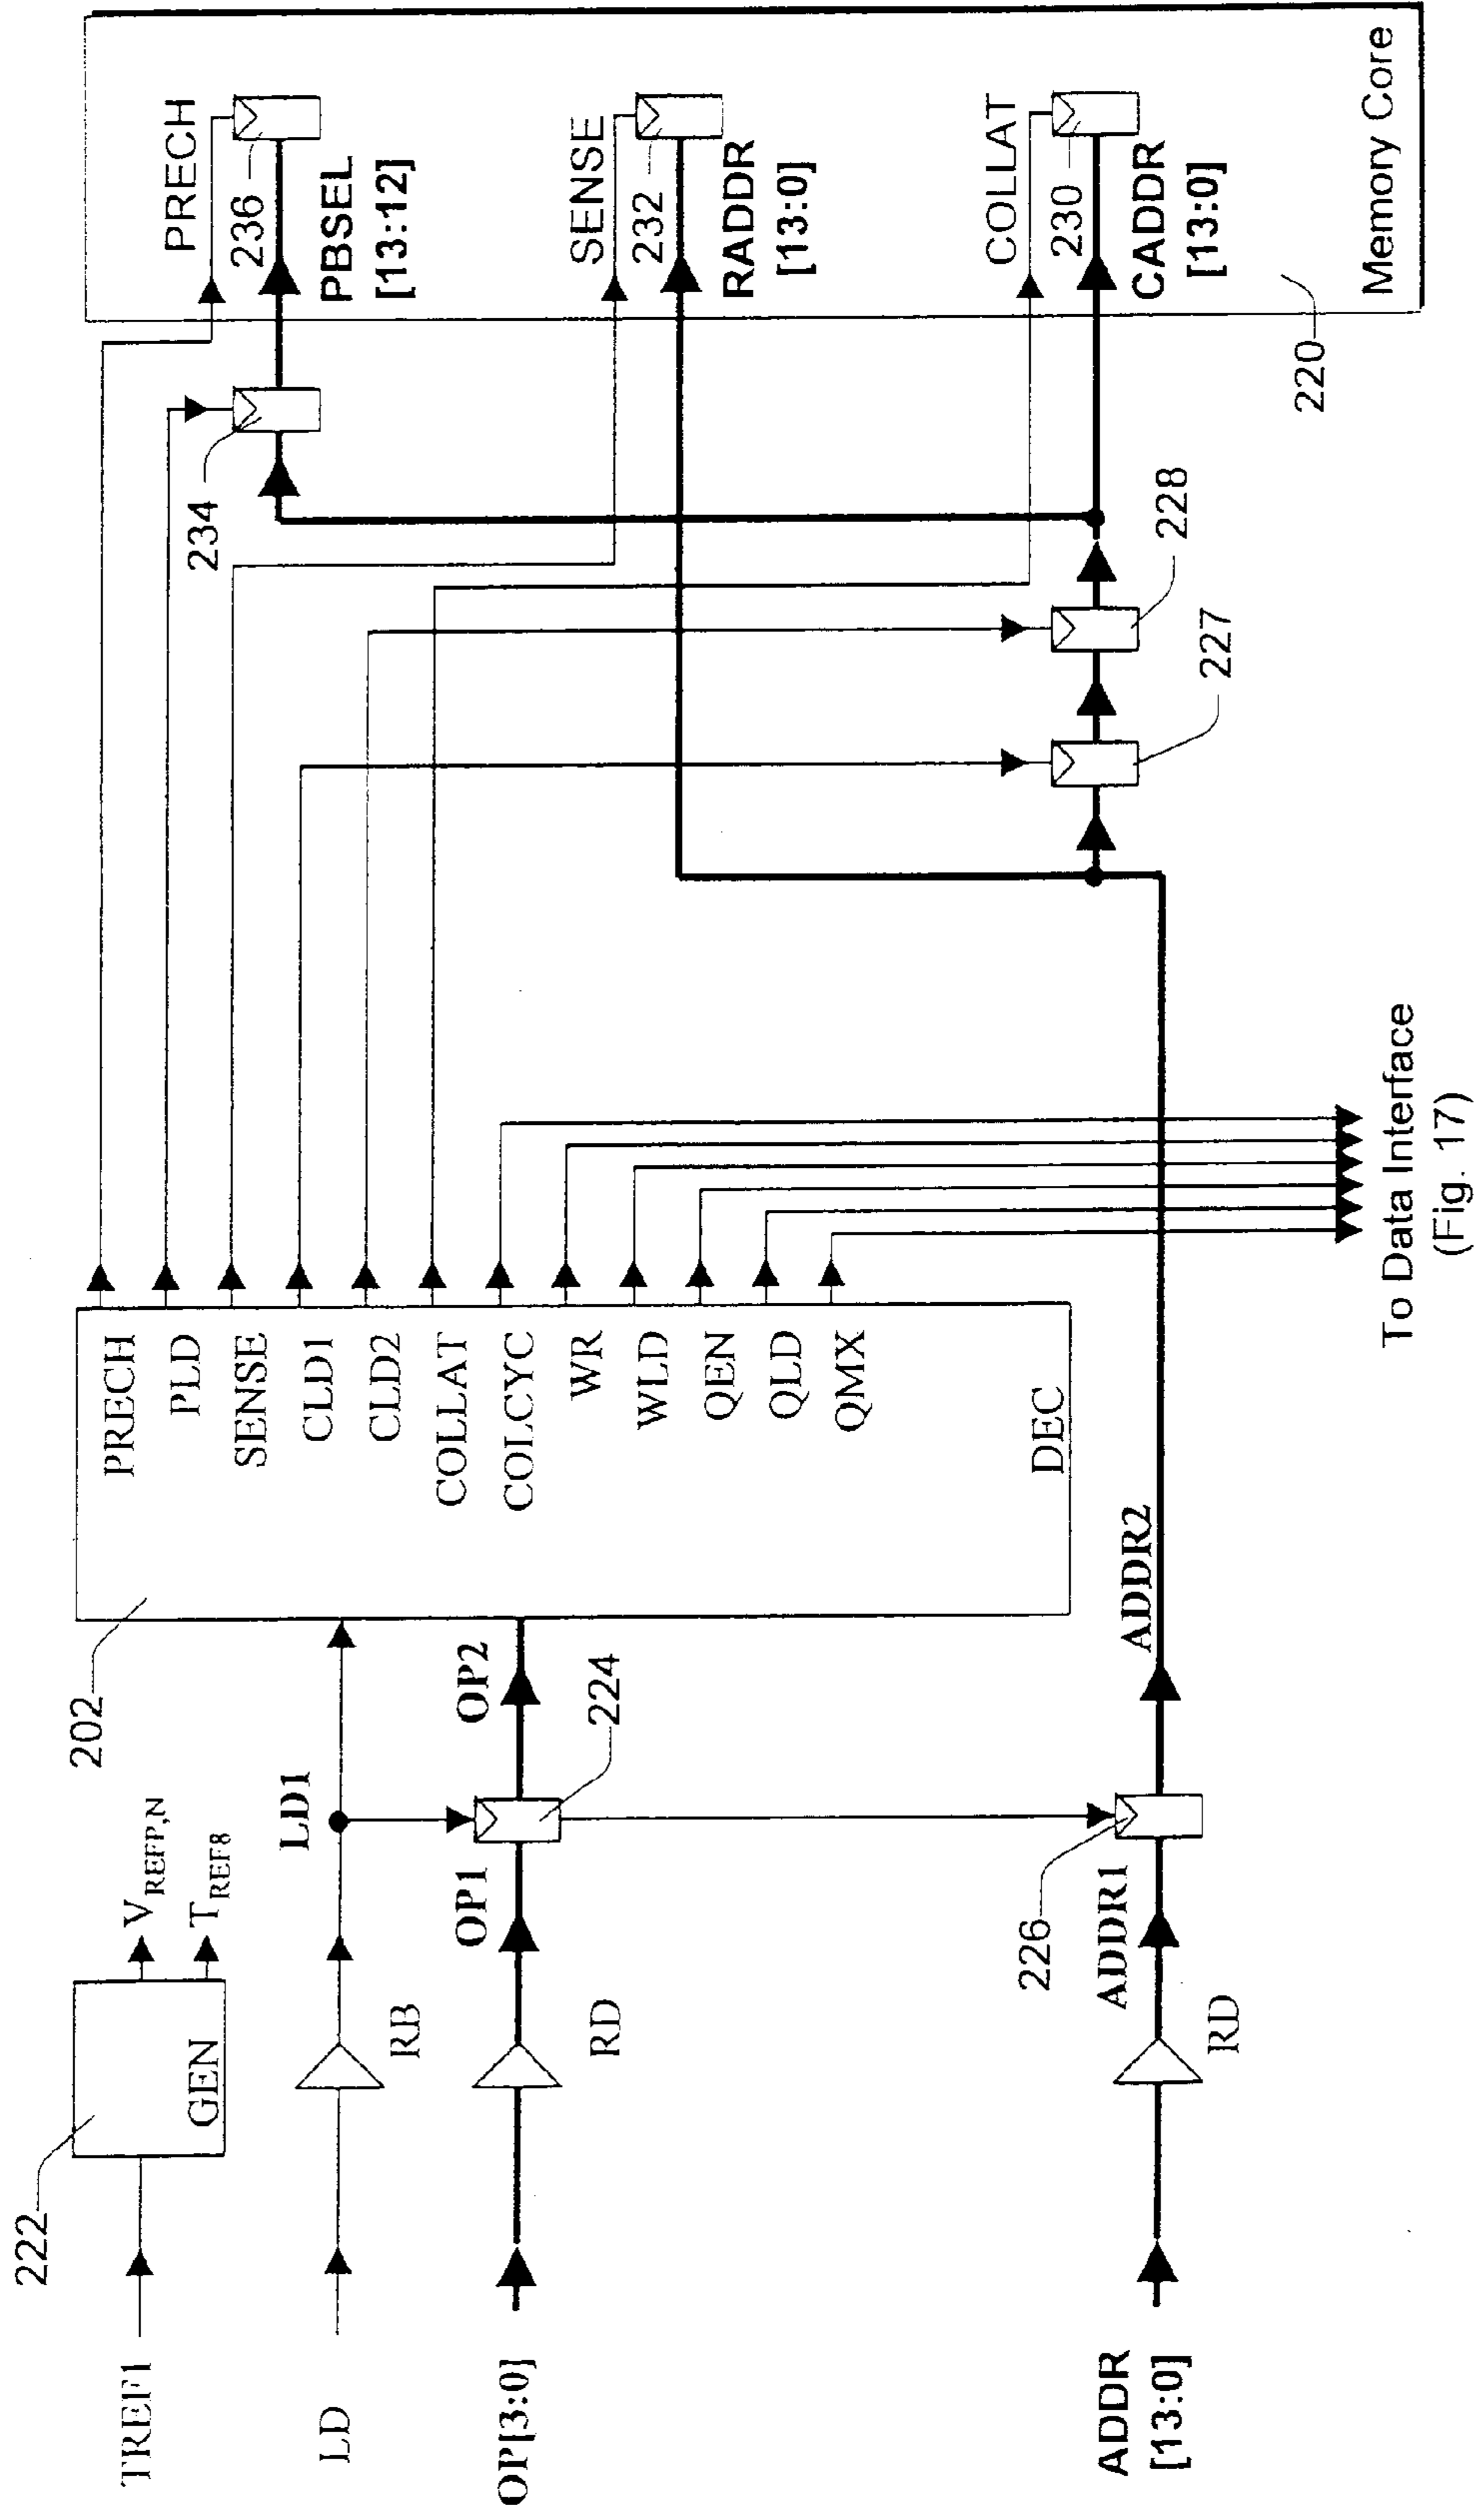 TREF1
222
GEN
V REFP,N
T REF8
LD
RB
LD1
OP[3:0]
RD
OP1
224
OP2
ADDR
[13:0]
RD
ADDR1
226
ADDR2
202
PRECH
PLD
SENSE
CLD1
CLD2
COLLAT
COLCYC
WR
WLD
QEN
QLD
QMX
DEC
To Data Interface
(Fig. 17)
227
228
234
PRECH
236
PBSEL
[13:12]
SENSE
232
RADDR
[13:0]
COLLAT
230
CADDR
[13:0]
220
Memory Core